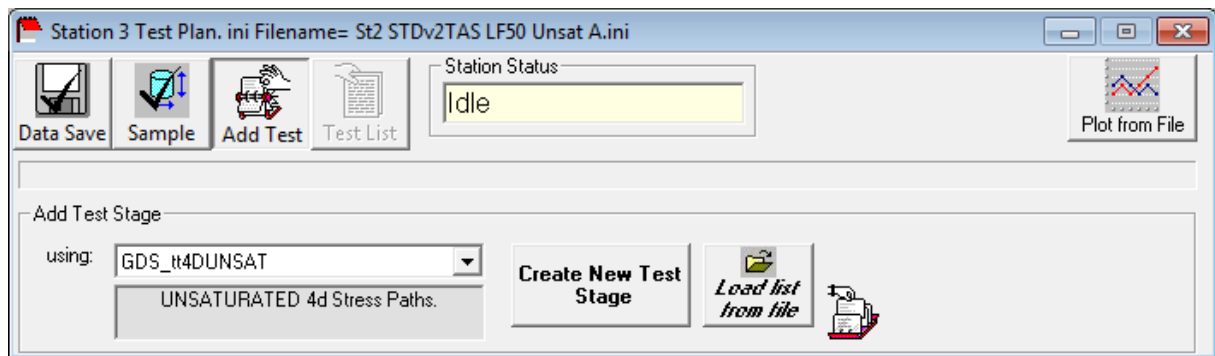 Station 3 Test Plan. ini Filename= St2 STDv2TAS LF50 Unsat A.ini
Data Save
Sample
Add Test
Test List
Station Status
Idle
Plot from File
Add Test Stage
using:
GDS_tt4DUNSAT
UNSATURATED 4d Stress Paths.
Create New Test
Stage
Load list
from file